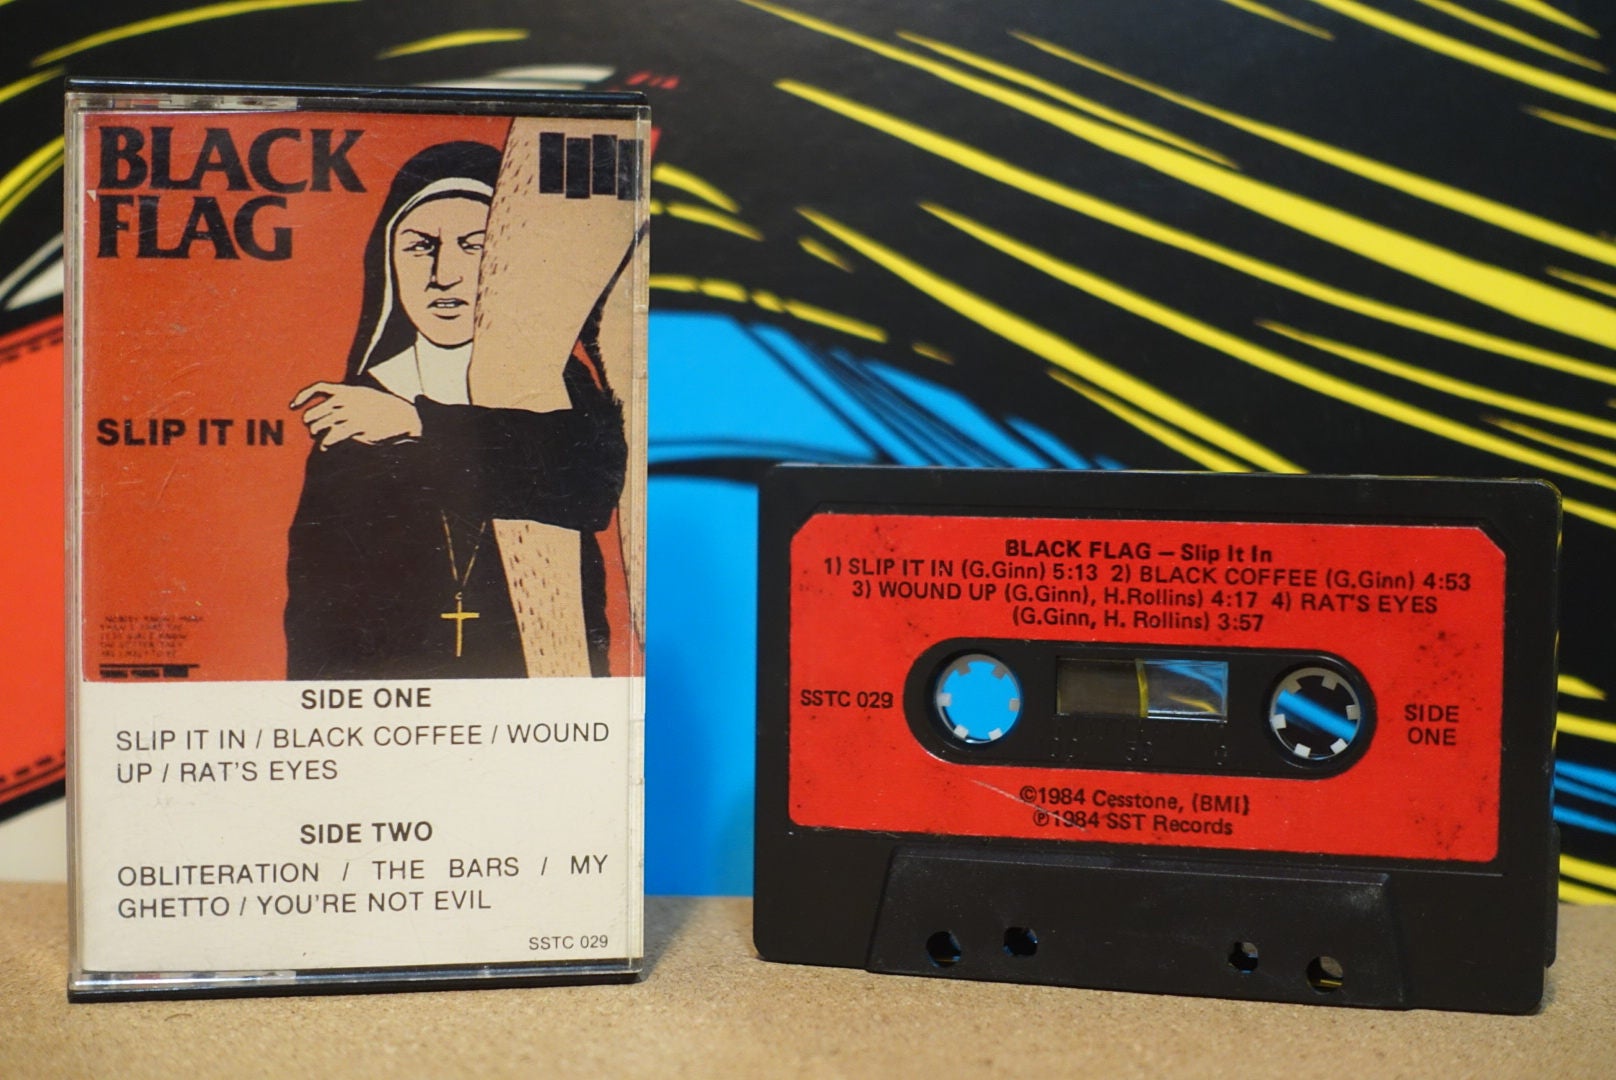 BLACK
FLAG
SLIP IT IN
SIDE ONE
SLIP IT IN / BLACK COFFEE / WOUND
UP / RAT'S EYES
SIDE TWO
OBLITERATION / THE BARS / MY
GHETTO / YOU'RE NOT EVIL
SSTC 029
BLACK FLAG — Slip It In
1) SLIP IT IN (G.Ginn) 5:13 2) BLACK COFFEE (G.Ginn) 4:53
3) WOUND UP (G.Ginn), H.Rollins) 4:17 4) RAT'S EYES
(G.Ginn, H. Rollins) 3:57
SSTC 029
SIDE
ONE
©1984 Cesstone, (BMI)
℗1984 SST Records